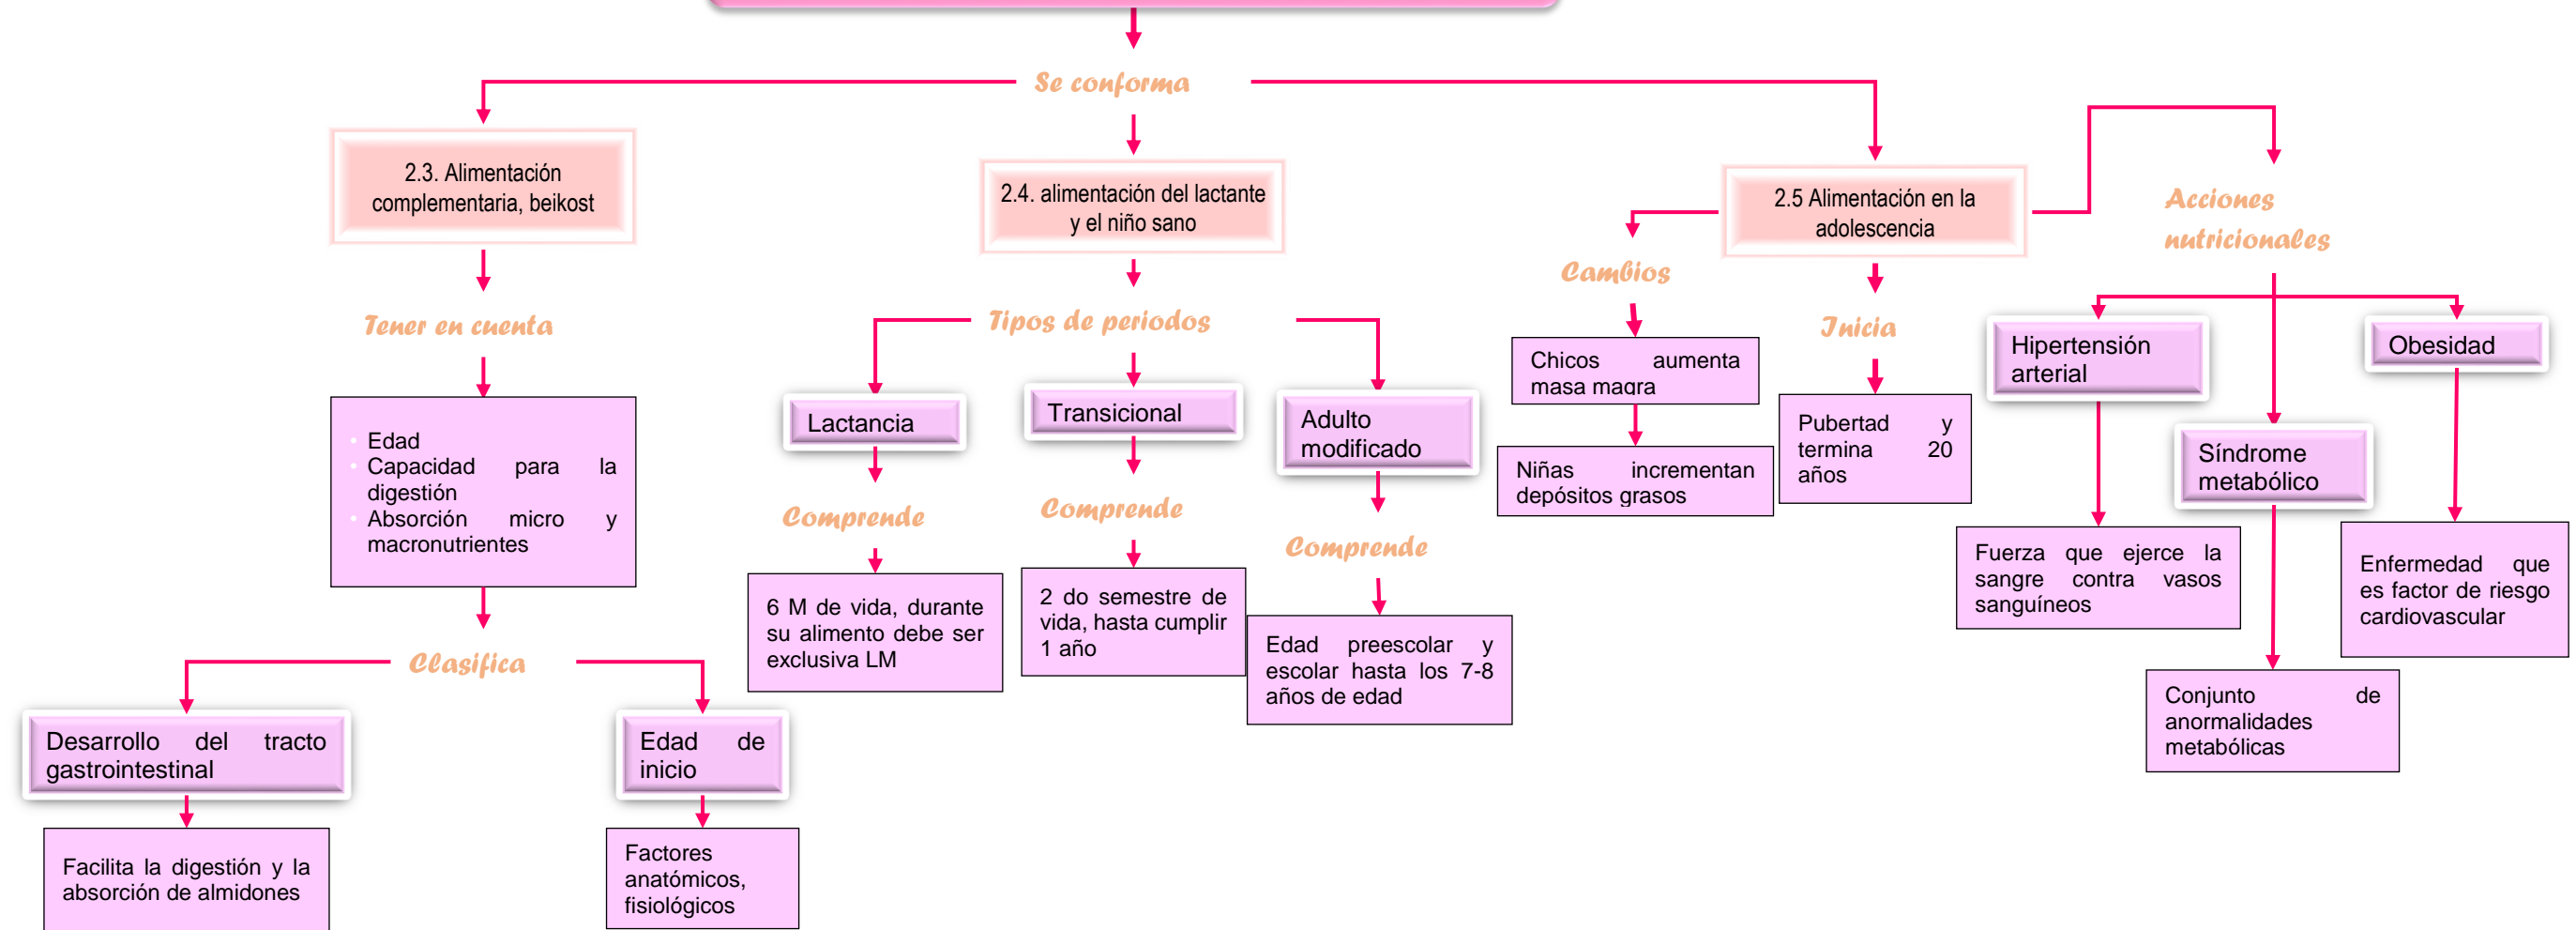 Se conforma
2.3. Alimentación
complementaria, beikost
Tener en cuenta
• Edad
• Capacidad para la
digestión
• Absorción micro y
macronutrientes
Clasifica
Desarrollo del tracto
gastrointestinal
Facilita la digestión y la
absorción de almidones
Edad de
inicio
Factores
anatómicos,
fisiológicos
2.4. alimentación del lactante
y el niño sano
Tipos de periodos
Lactancia
Comprende
6 M de vida, durante
su alimento debe ser
exclusiva LM
Transicional
Comprende
2 do semestre de
vida, hasta cumplir
1 año
Adulto
modificado
Comprende
Edad preescolar y
escolar hasta los 7-8
años de edad
2.5 Alimentación en la
adolescencia
Cambios
Chicos aumenta
masa magra
Niñas incrementan
depósitos grasos
Inicia
Pubertad y
termina 20
años
Acciones
nutricionales
Hipertensión
arterial
Fuerza que ejerce la
sangre contra vasos
sanguíneos
Síndrome
metabólico
Conjunto de
anormalidades
metabólicas
Obesidad
Enfermedad que
es factor de riesgo
cardiovascular